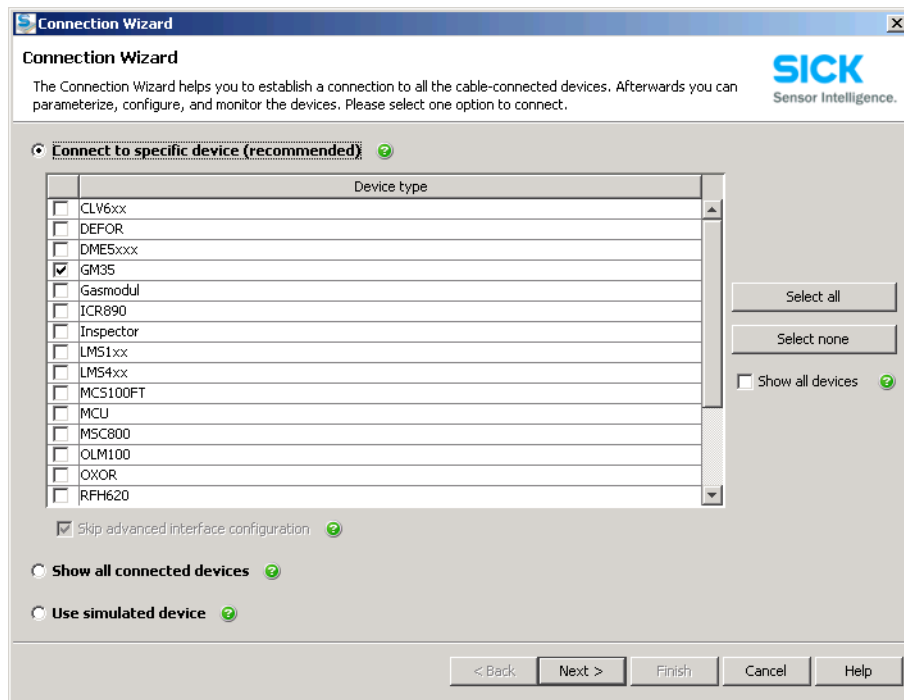 Connection Wizard
Connection Wizard
The Connection Wizard helps you to establish a connection to all the cable-connected devices. Afterwards you can
parameterize, configure, and monitor the devices. Please select one option to connect.
SICK
Sensor Intelligence.
Connect to specific device (recommended)
Device type
CLV6xx
DEFOR
DME5xxx
GM35
Gasmodul
ICR890
Inspector
LMS1xx
LMS4xx
MCS100FT
MCU
MSC800
OLM100
OXOR
RFH620
Select all
Select none
Show all devices
Skip advanced interface configuration
Show all connected devices
Use simulated device
< Back Next > Finish Cancel Help